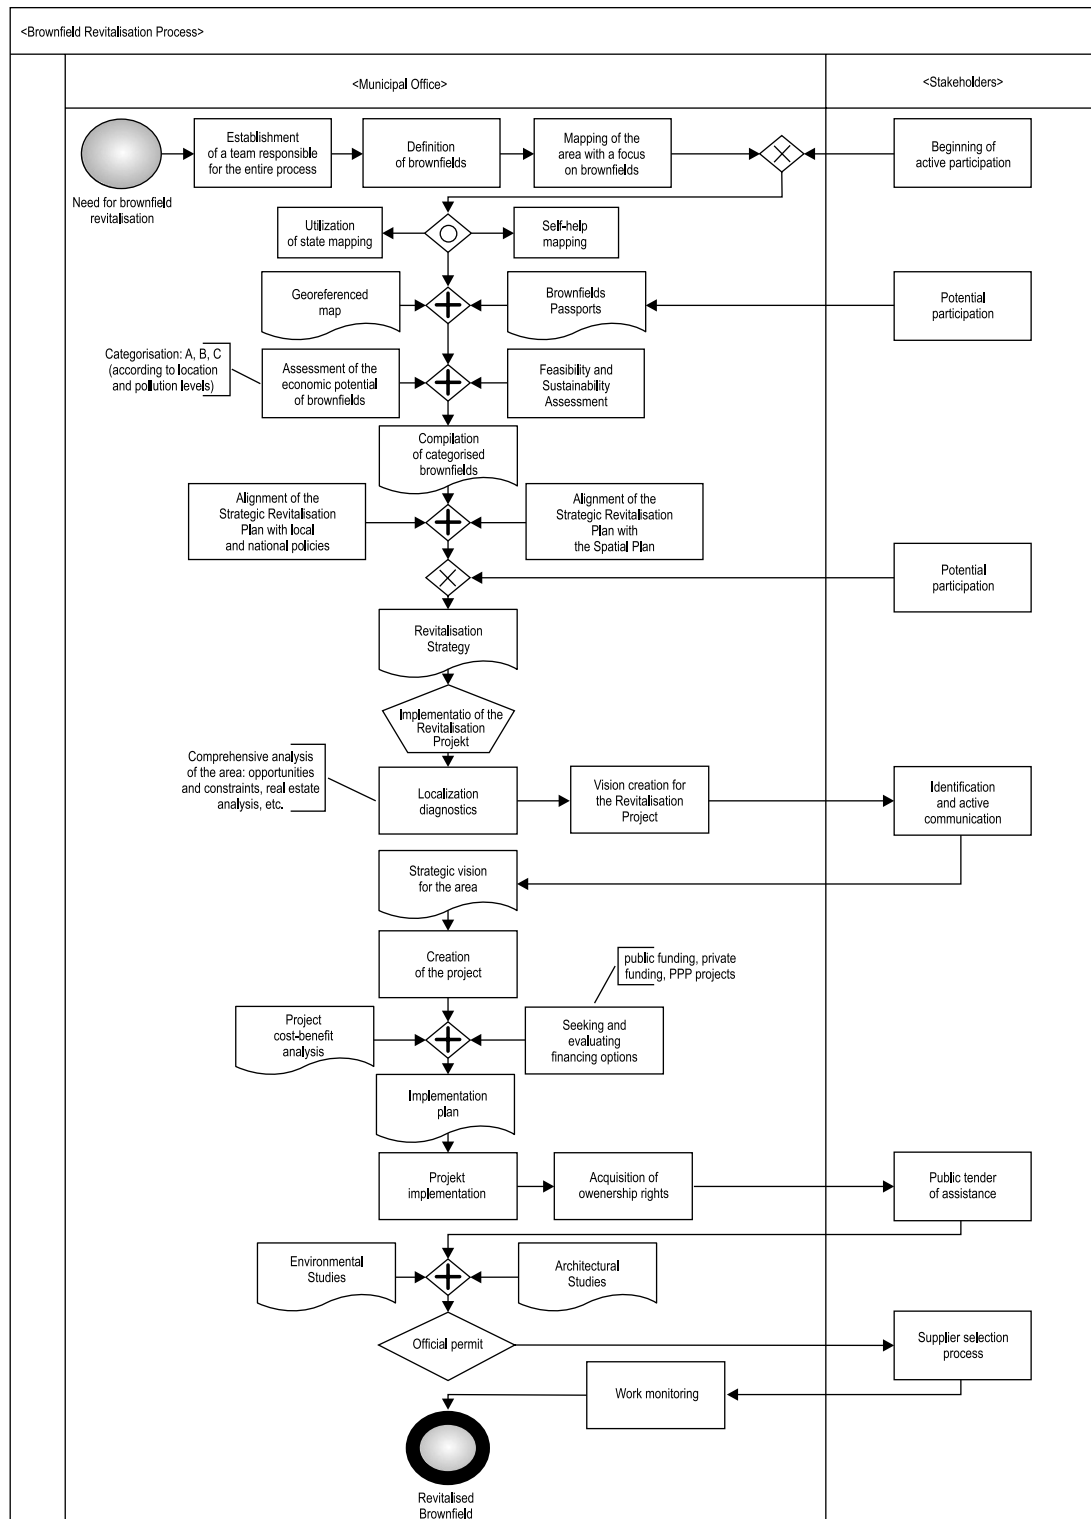 <Brownfield Revitalisation Process>
<Municipal Office>
<Stakeholders>
Need for brownfield
revitalisation
Establishment
of a team responsible
for the entire process
Definition
of brownfields
Mapping of the
area with a focus
on brownfields
Beginning of
active participation
Utilization
of state mapping
Self-help
mapping
Georeferenced
map
Brownfields
Passports
Potential
participation
Categorisation: A, B, C
(according to location
and pollution levels)
Assessment of the
economic potential
of brownfields
Feasibility and
Sustainability
Assessment
Compilation
of categorised
brownfields
Alignment of the
Strategic Revitalisation
Plan with local
and national policies
Alignment of the
Strategic Revitalisation
Plan with
the Spatial Plan
Potential
participation
Revitalisation
Strategy
Implementatio of the
Revitalisation
Projekt
Comprehensive analysis
of the area: opportunities
and constraints, real estate
analysis, etc.
Localization
diagnostics
Vision creation for
the Revitalisation
Project
Identification
and active
communication
Strategic vision
for the area
Creation
of the project
public funding, private
funding, PPP projects
Project
cost-benefit
analysis
Seeking and
evaluating
financing options
Implementation
plan
Projekt
implementation
Acquisition of
owenership rights
Public tender
of assistance
Environmental
Studies
Architectural
Studies
Official permit
Supplier selection
process
Work monitoring
Revitalised
Brownfield